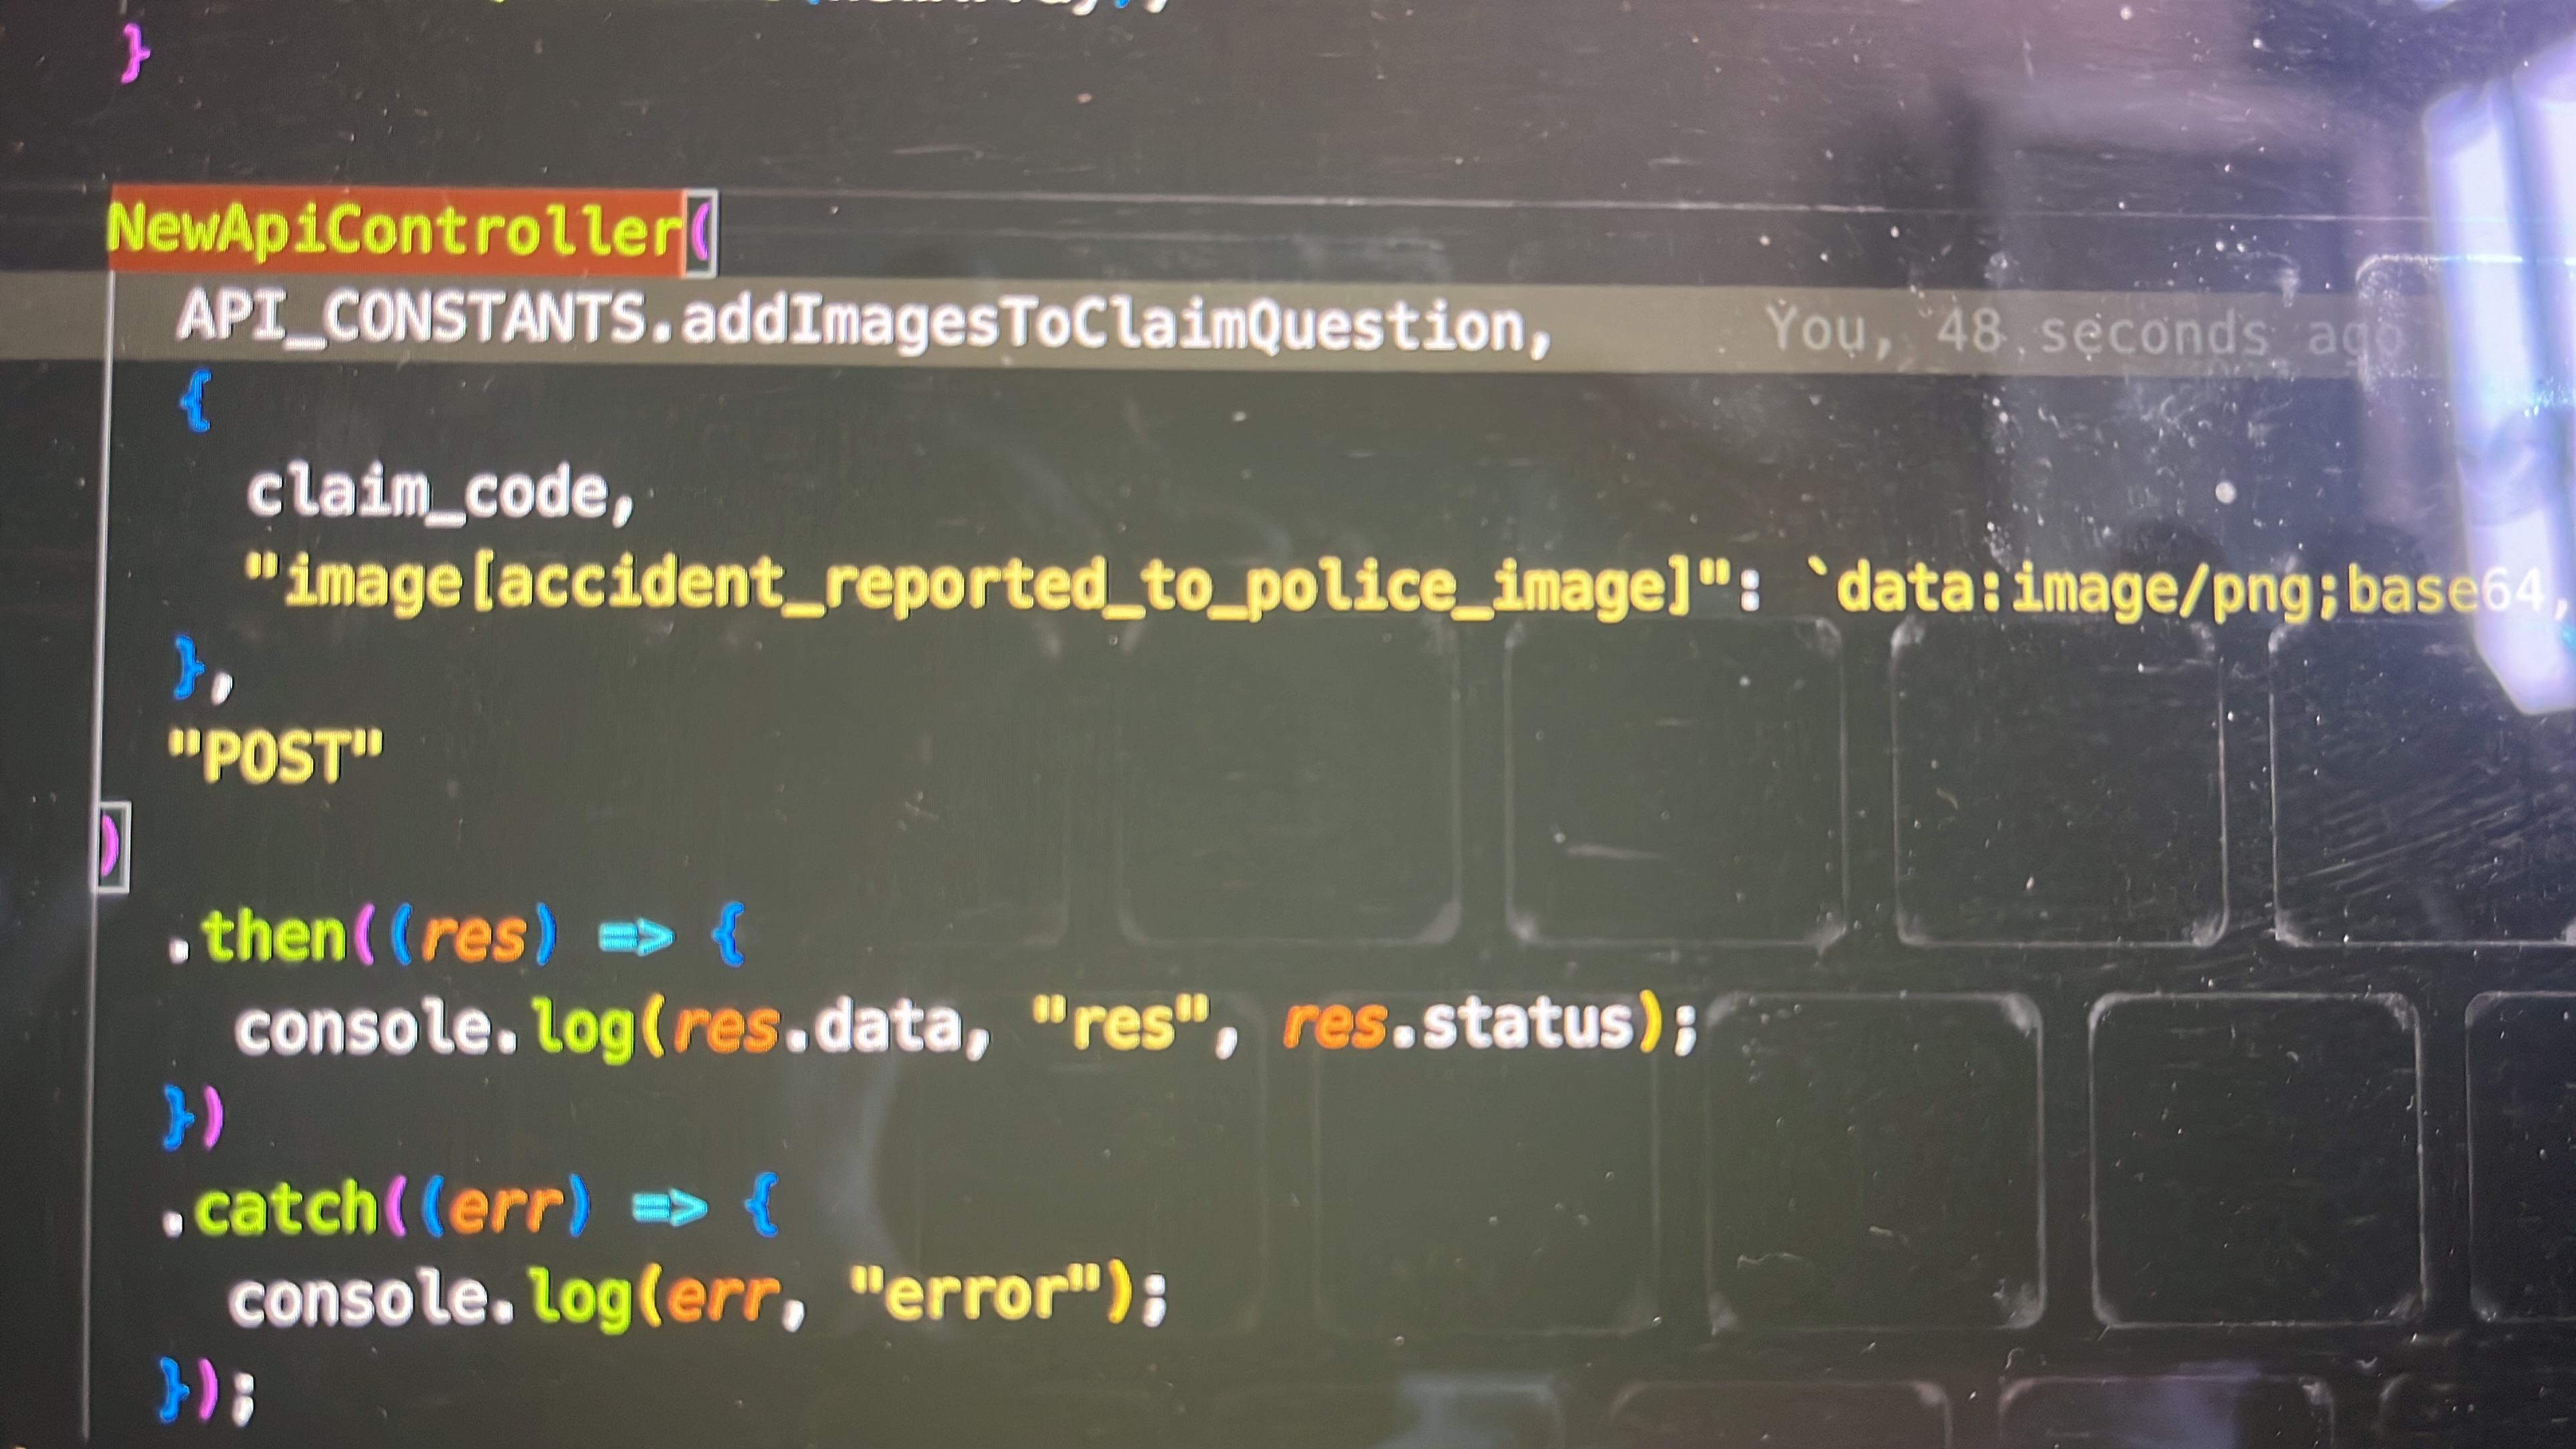 }
NewApiController(
API_CONSTANTS.addImagesToClaimQuestion, You, 48 seconds ago
{
claim_code,
"image[accident_reported_to_police_image]": `data:image/png;base64,
},
"POST"
)
.then((res) => {
console.log(res.data, "res", res.status);
})
.catch((err) => {
console.log(err, "error");
});